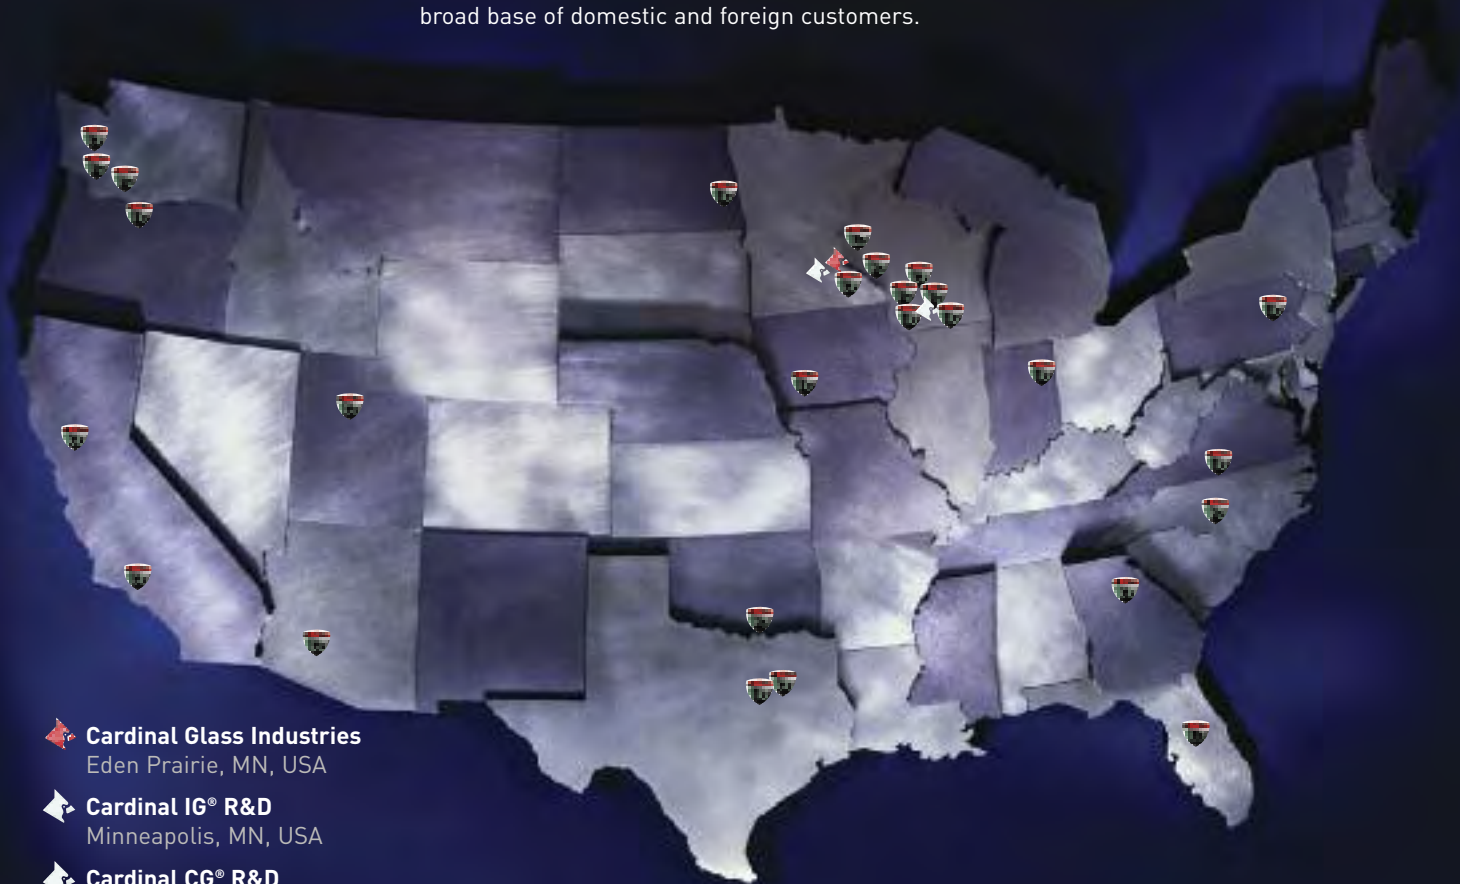 broad base of domestic and foreign customers.
Cardinal Glass Industries
Eden Prairie, MN, USA
Cardinal IG® R&D
Minneapolis, MN, USA
Cardinal CG® R&D